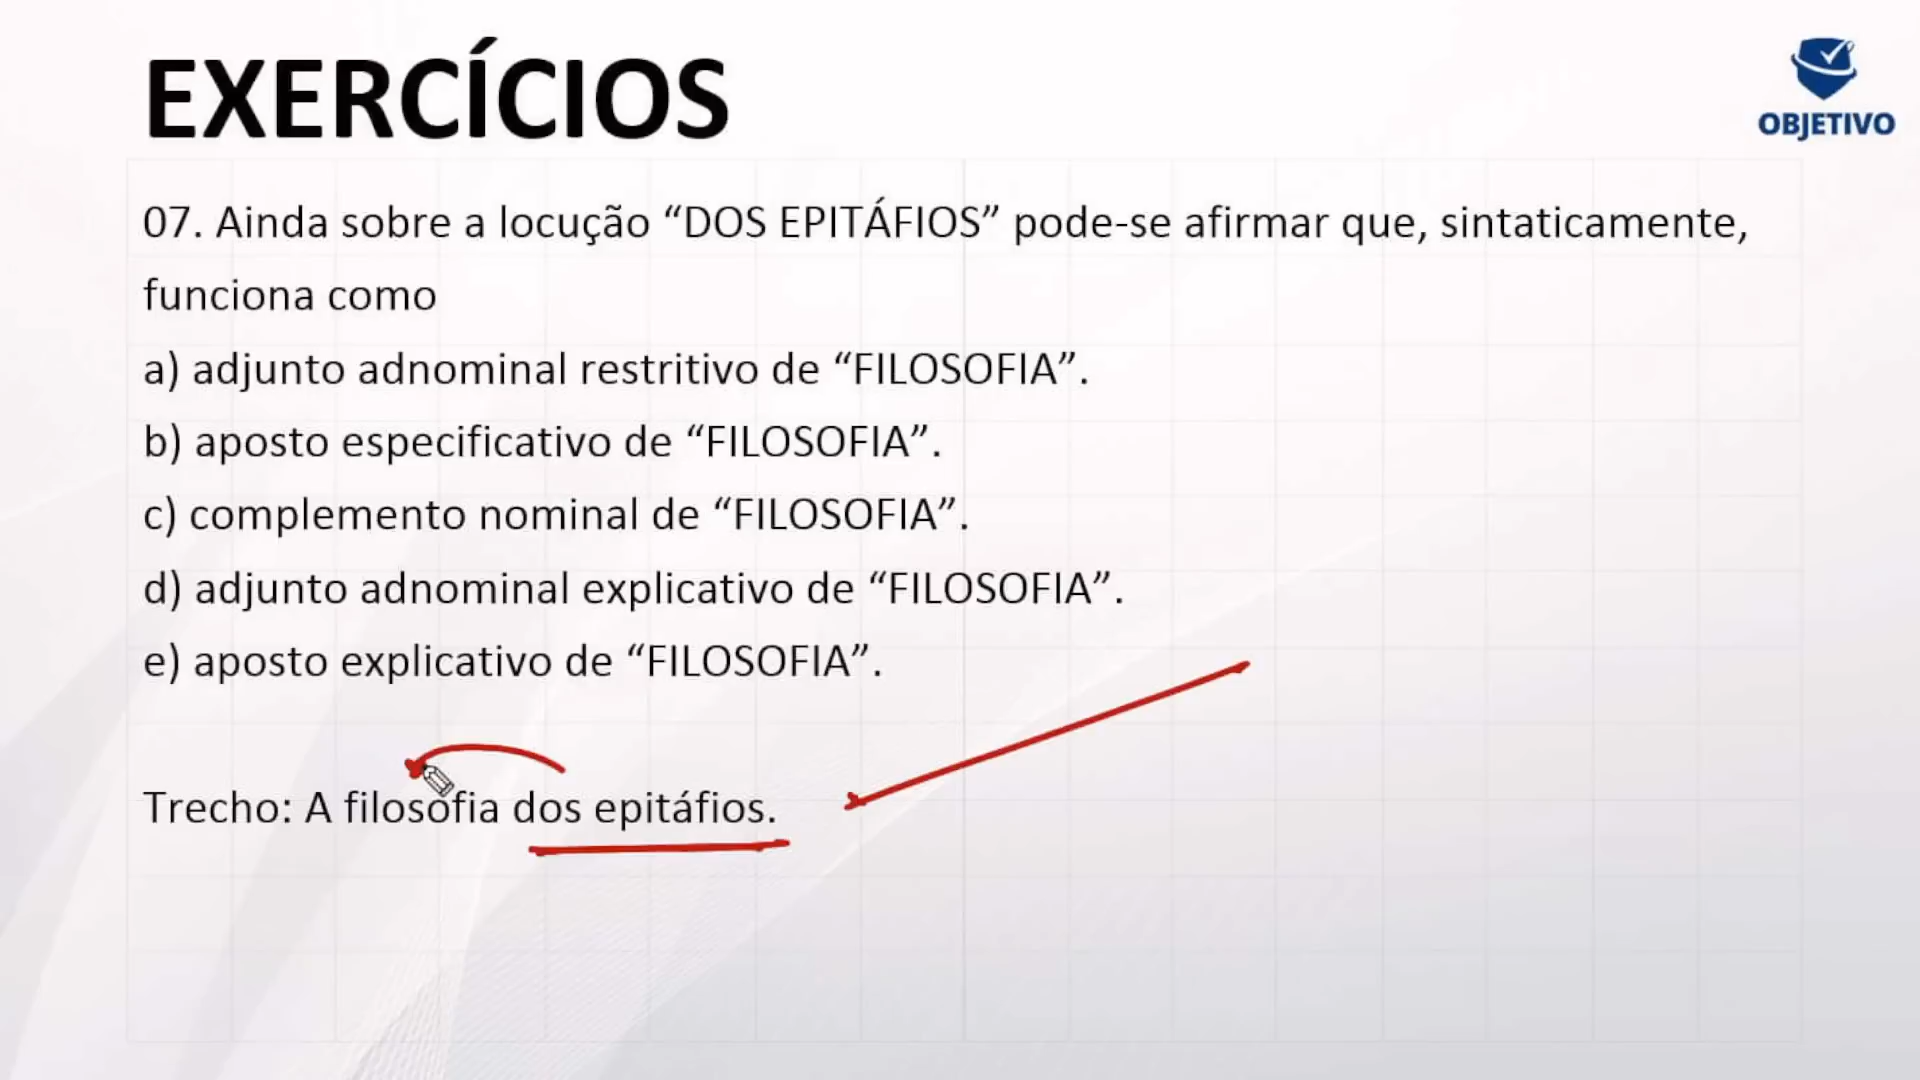 EXERCÍCIOS
OBJETIVO
07. Ainda sobre a locução “DOS EPITÁFIOS” pode-se afirmar que, sintaticamente,
funciona como
a) adjunto adnominal restritivo de “FILOSOFIA”.
b) aposto especificativo de “FILOSOFIA”.
c) complemento nominal de “FILOSOFIA”.
d) adjunto adnominal explicativo de “FILOSOFIA”.
e) aposto explicativo de “FILOSOFIA”.
Trecho: A filosofia dos epitáfios.